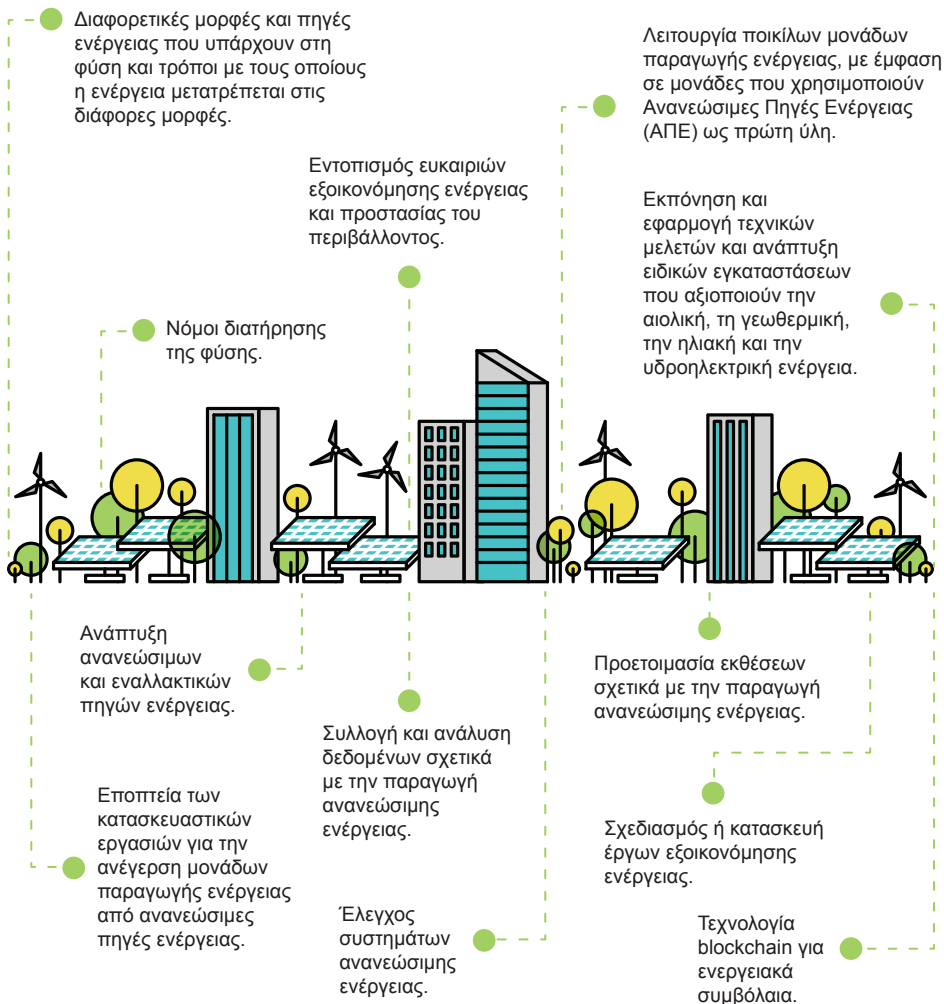 Διαφορετικές μορφές και πηγές
ενέργειας που υπάρχουν στη
φύση και τρόποι με τους οποίους
η ενέργεια μετατρέπεται στις
διάφορες μορφές.
Λειτουργία ποικίλων μονάδων
παραγωγής ενέργειας, με έμφαση
σε μονάδες που χρησιμοποιούν
Ανανεώσιμες Πηγές Ενέργειας
(ΑΠΕ) ως πρώτη ύλη.
Εντοπισμός ευκαιριών
εξοικονόμησης ενέργειας
και προστασίας του
περιβάλλοντος.
Εκπόνηση και
εφαρμογή τεχνικών
μελετών και ανάπτυξη
ειδικών εγκαταστάσεων
που αξιοποιούν την
αιολική, τη γεωθερμική,
την ηλιακή και την
υδροηλεκτρική ενέργεια.
Νόμοι διατήρησης
της φύσης.
Ανάπτυξη
ανανεώσιμων
και εναλλακτικών
πηγών ενέργειας.
Προετοιμασία εκθέσεων
σχετικά με την παραγωγή
ανανεώσιμης ενέργειας.
Συλλογή και ανάλυση
δεδομένων σχετικά
με την παραγωγή
ανανεώσιμης
ενέργειας.
Εποπτεία των
κατασκευαστικών
εργασιών για την
ανέγερση μονάδων
παραγωγής ενέργειας
από ανανεώσιμες
πηγές ενέργειας.
Σχεδιασμός ή κατασκευή
έργων εξοικονόμησης
ενέργειας.
Έλεγχος
συστημάτων
ανανεώσιμης
ενέργειας.
Τεχνολογία
blockchain για
ενεργειακά
συμβόλαια.